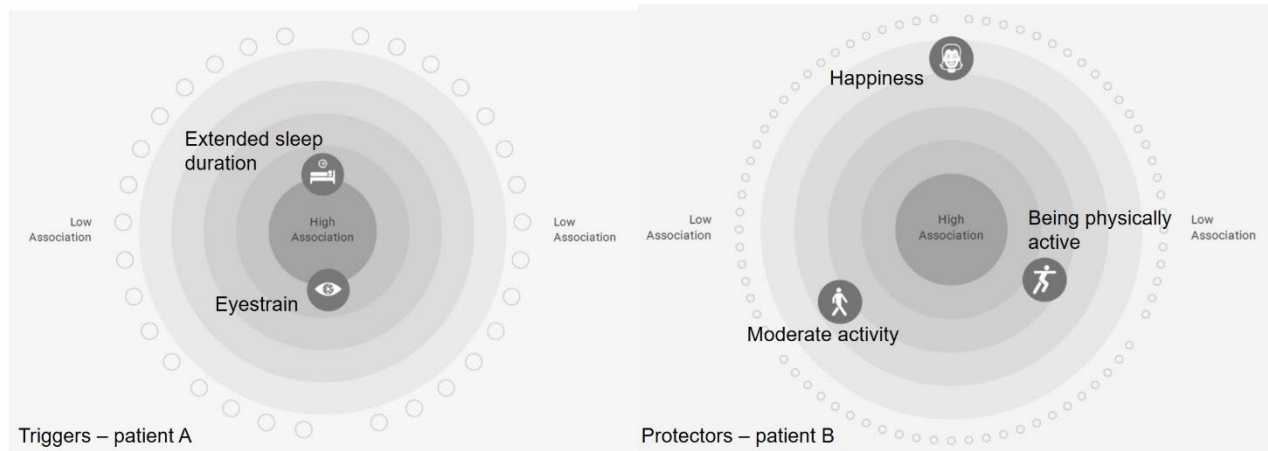 Extended sleep
duration
Low
Association
High
Association
Low
Association
Eyestrain
Triggers – patient A
Happiness
Low
Association
High
Association
Being physically
active
Low
Association
Moderate activity
Protectors – patient B